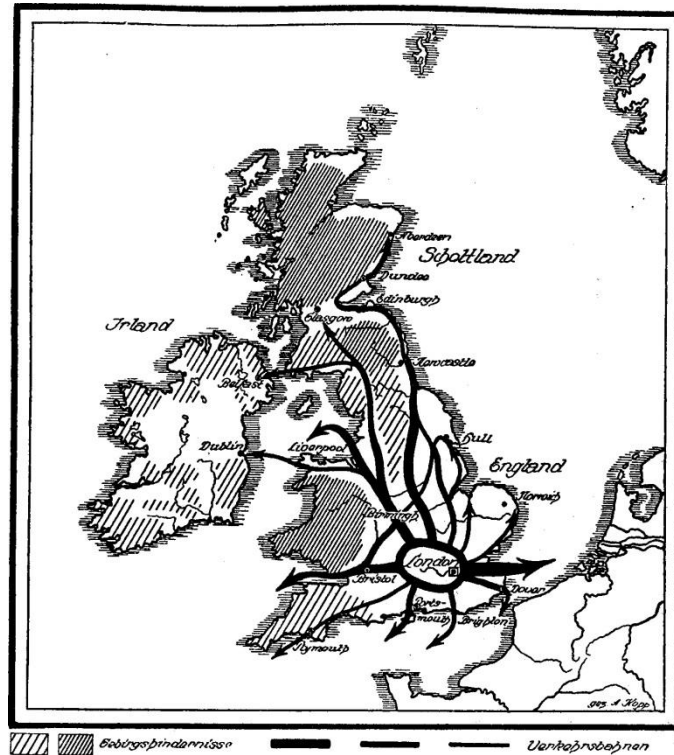 Aberdeen
Schottland
Dundee
Edinburgh
Glasgow
Irland
Newcastle
Belfast
Hull
Dublin
Liverpool
England
Norwich
London
Bristol
Dover
Ports-
mouth
Brighton
Plymouth
gez A Kopp
Gebirgshindernisse
Verkehrsbahnen